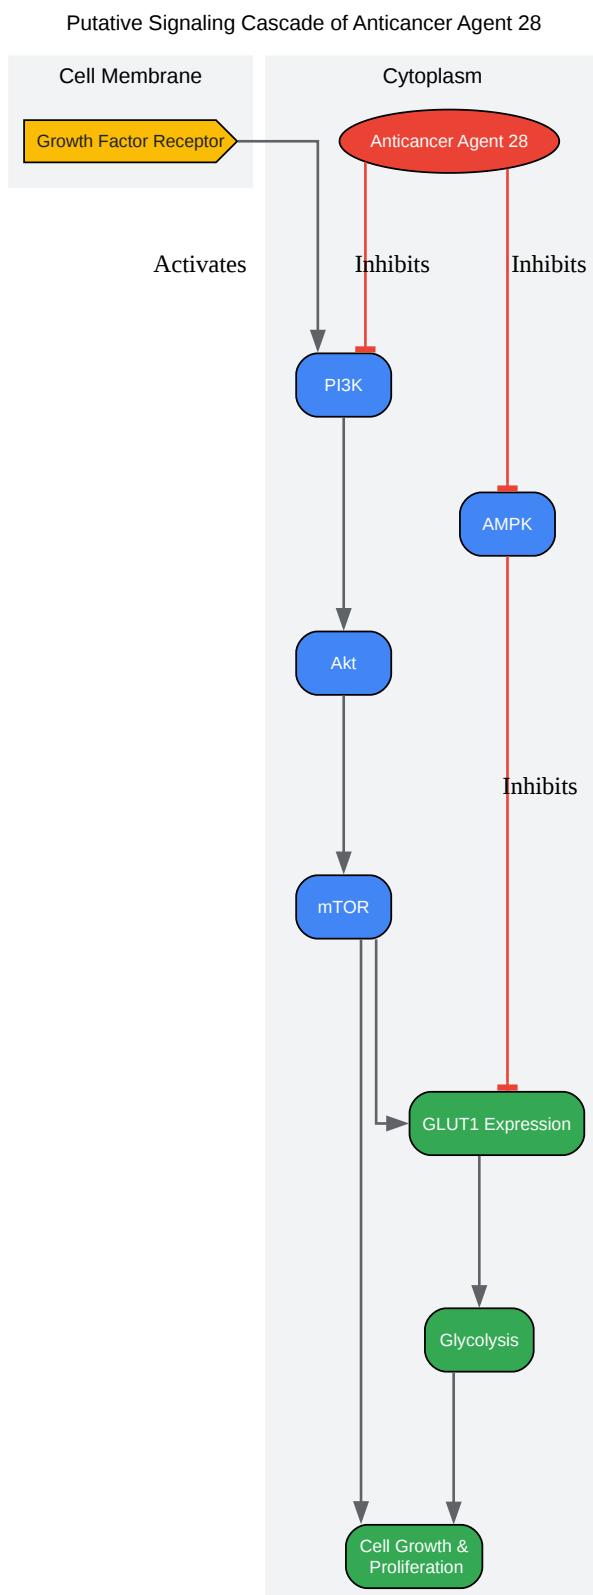 Putative Signaling Cascade of Anticancer Agent 28
Cell Membrane
Cytoplasm
Growth Factor Receptor
Anticancer Agent 28
Activates
Inhibits
Inhibits
PI3K
AMPK
Akt
Inhibits
mTOR
GLUT1 Expression
Glycolysis
Cell Growth &
Proliferation